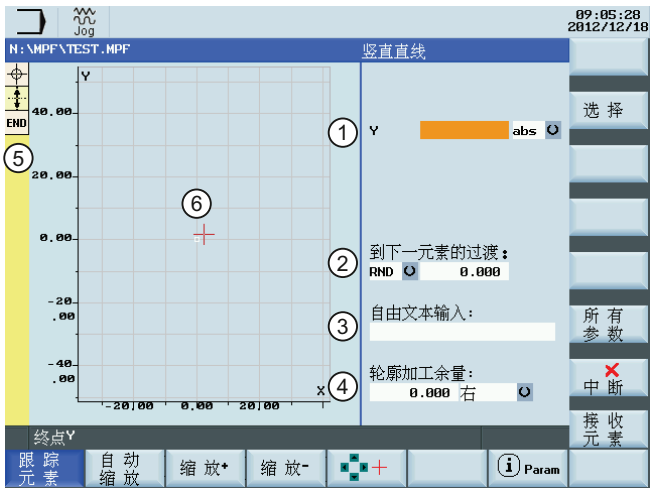 Jog
09:05:28
2012/12/18
N:\MPF\TEST.MPF
竖直直线
Y
40.00
END
5
20.00
6
0.00
-20
.00
-40
.00
X
-20.00 0.00 20.00
1
Y abs
2
到下一元素的过渡：
RND 0.000
3
自由文本输入：
4
轮廓加工余量：
0.000 右
选择
所有
参数
中断
接收
元素
终点Y
跟踪
元素
自动
缩放
缩放+
缩放-
i Param